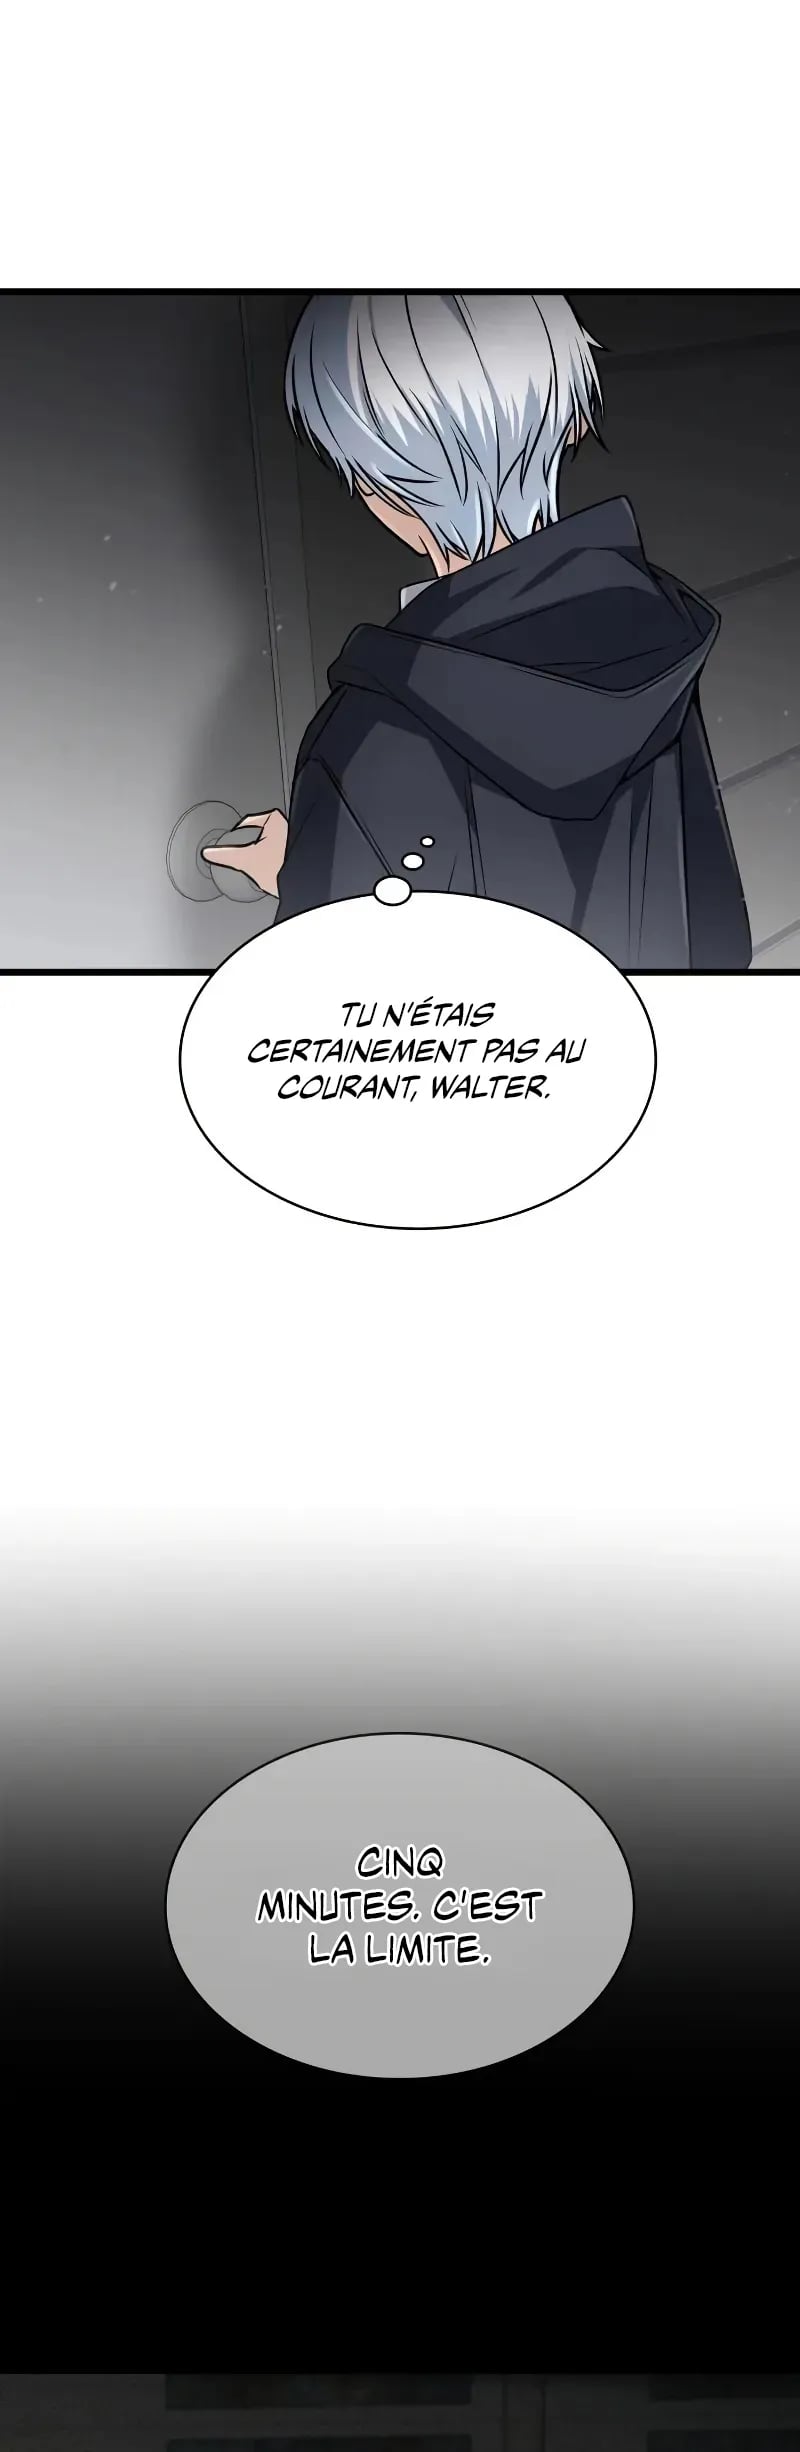 TU N'ÉTAIS
CERTAINEMENT PAS AU
COURANT, WALTER.
CINQ
MINUTES. C'EST
LA LIMITE.